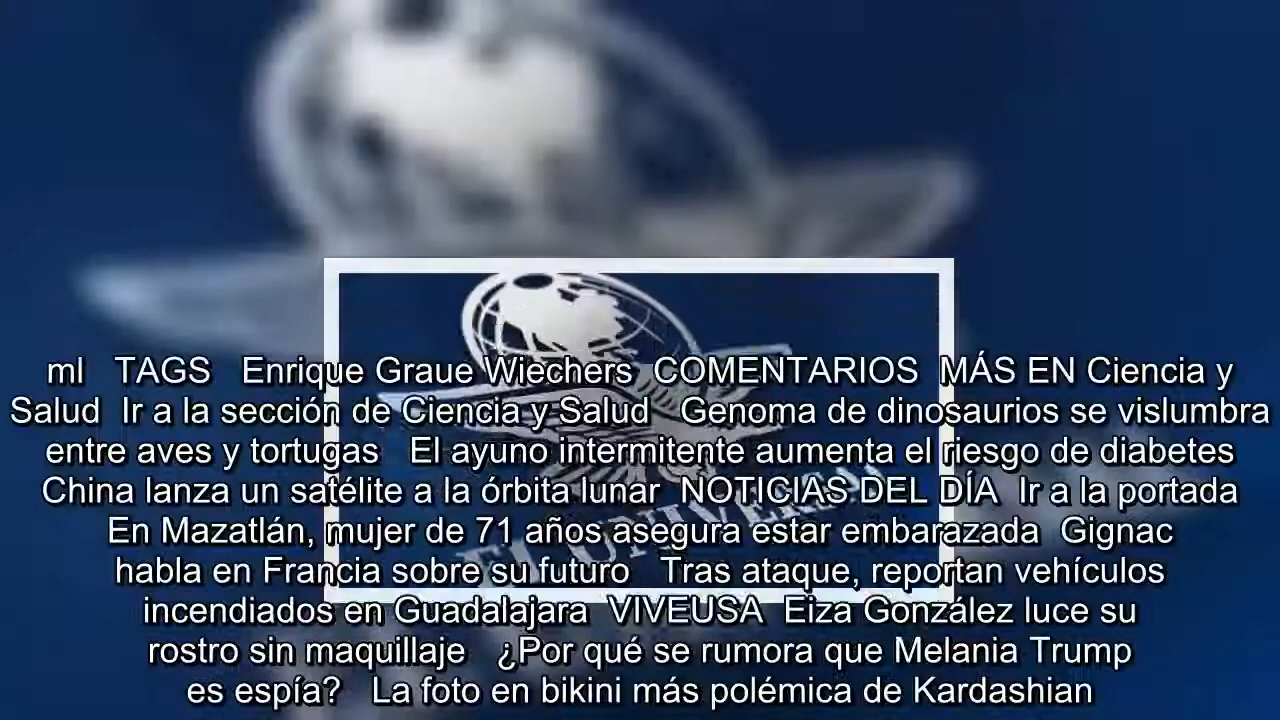 ml TAGS Enrique Graue Wiechers COMENTARIOS MÁS EN Ciencia y
Salud Ir a la sección de Ciencia y Salud Genoma de dinosaurios se vislumbra
entre aves y tortugas El ayuno intermitente aumenta el riesgo de diabetes
China lanza un satélite a la órbita lunar NOTICIAS DEL DÍA Ir a la portada
En Mazatlán, mujer de 71 años asegura estar embarazada Gignac
habla en Francia sobre su futuro Tras ataque, reportan vehículos
incendiados en Guadalajara VIVEUSA Eiza González luce su
rostro sin maquillaje ¿Por qué se rumora que Melania Trump
es espía? La foto en bikini más polémica de Kardashian
EL UNIVERSAL